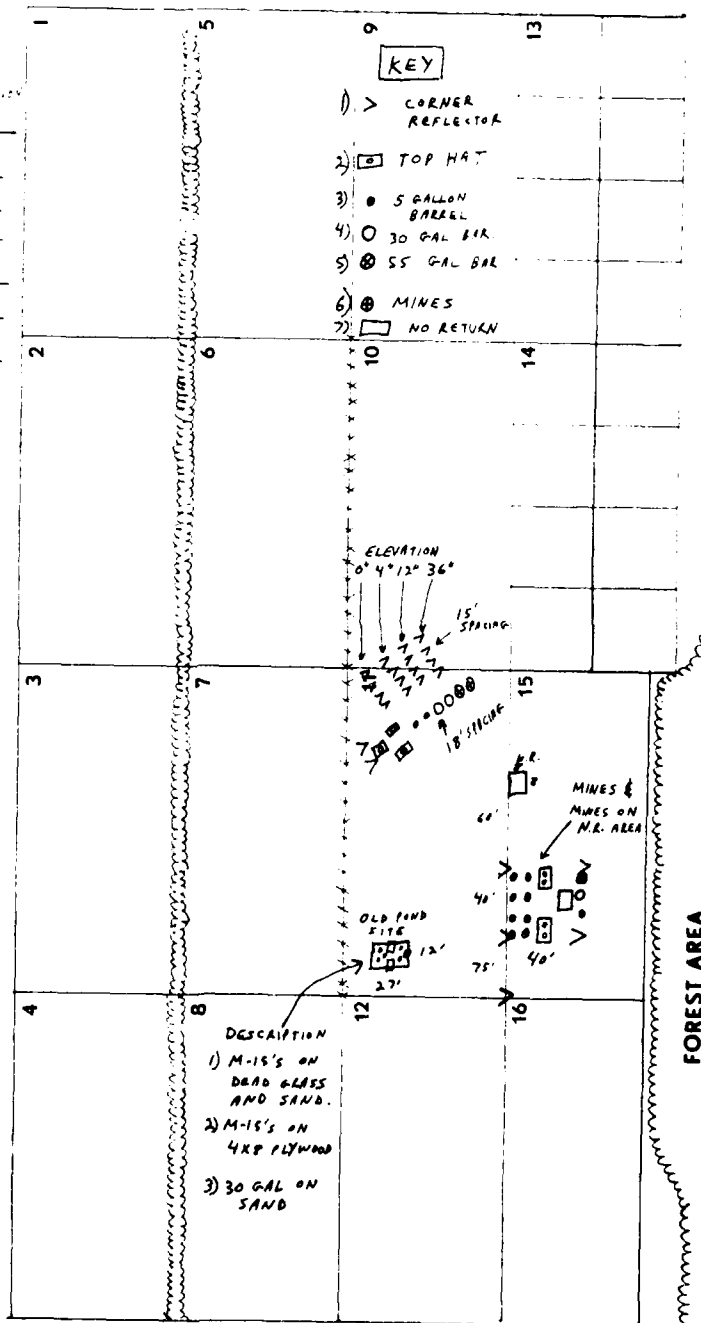 1
5
9
13
KEY
1) > CORNER
REFLECTOR
2) TOP HAT
3) 5 GALLON
BARREL
4) 30 GAL BAR.
5) 55 GAL BAR
6) MINES
7) NO RETURN
2
6
10
14
ELEVATION
0" 4" 12" 36"
15'
SPACING
3
7
15
18' SPACING
N.R.
8
60'
MINES &
MINES ON
N.R. AREA
40'
OLD POND
SITE
12'
27'
75'
40'
4
8
12
16
DESCRIPTION
1) M-15's ON
DEAD GRASS
AND SAND.
2) M-15's ON
4X8 PLYWOOD
3) 30 GAL ON
SAND
FOREST AREA